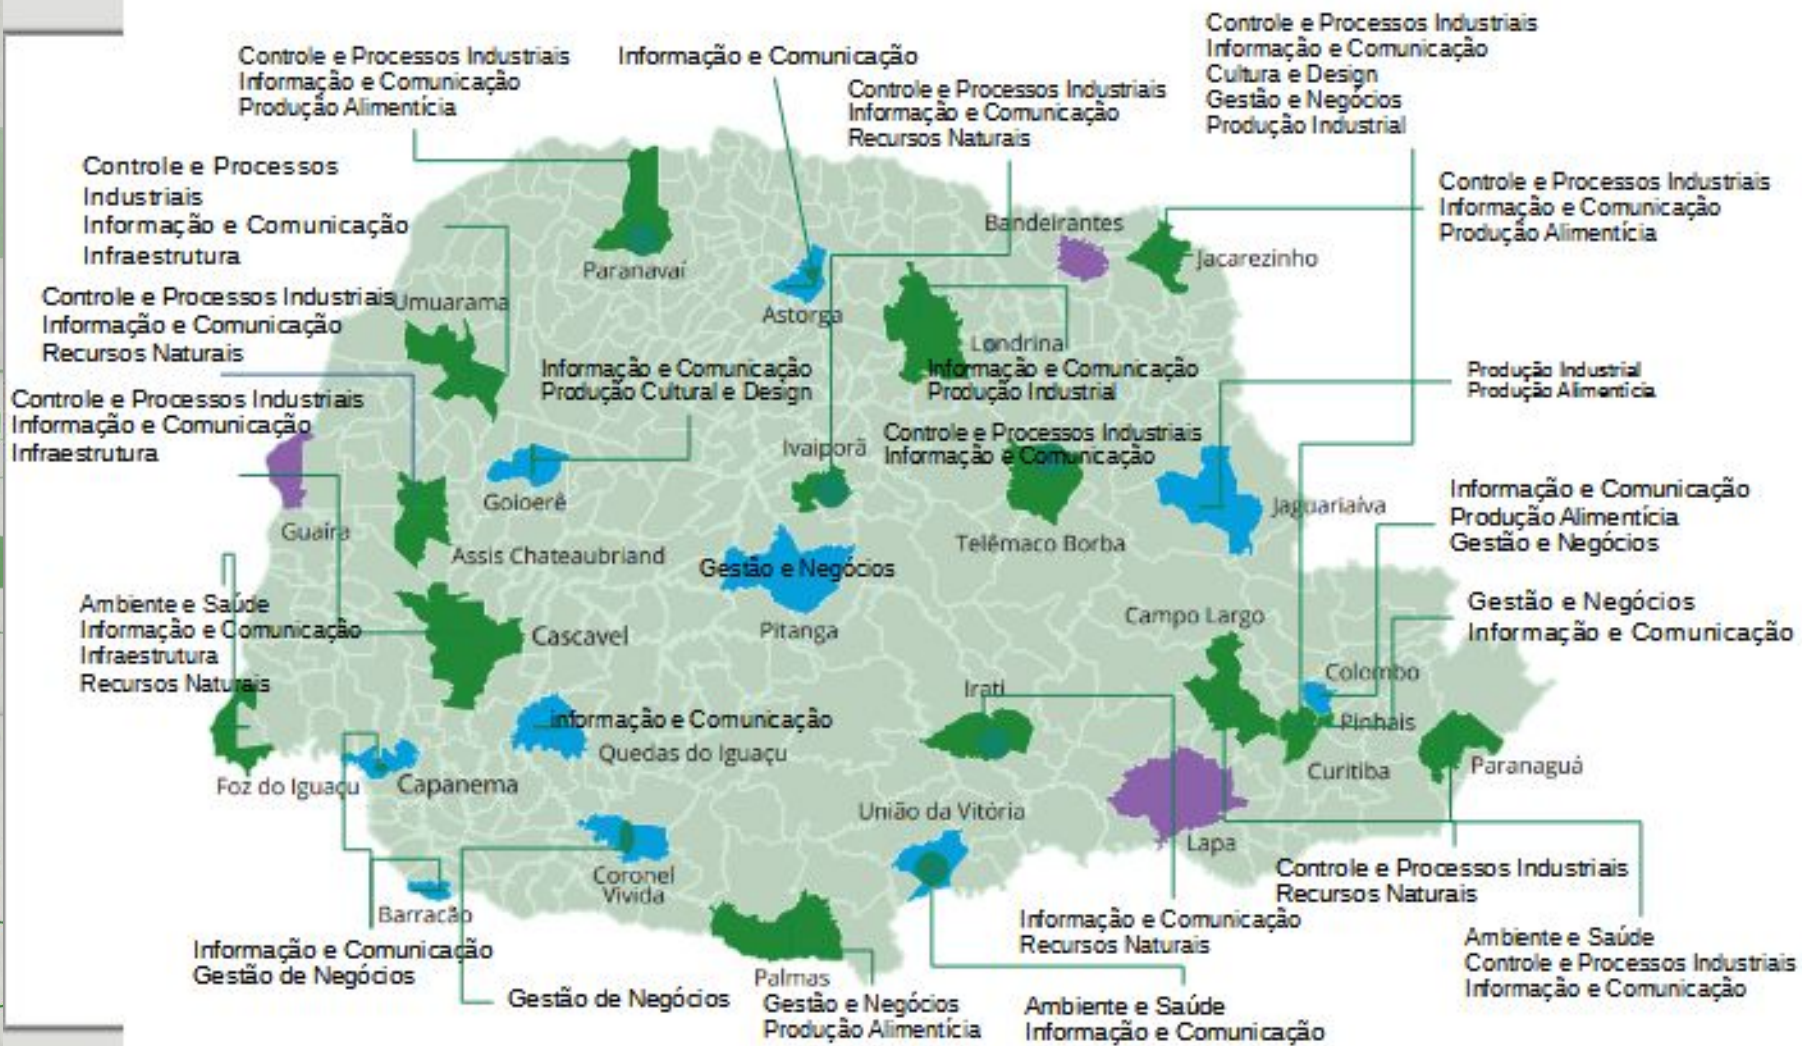 Controle e Processos Industriais
Informação e Comunicação
Cultura e Design
Gestão e Negócios
Produção Industrial
Controle e Processos Industriais
Informação e Comunicação
Produção Alimentícia
Informação e Comunicação
Controle e Processos Industriais
Informação e Comunicação
Recursos Naturais
Controle e Processos
Industriais
Informação e Comunicação
Infraestrutura
Controle e Processos Industriais
Informação e Comunicação
Produção Alimentícia
Bandeirantes
Jacarezinho
Paranavaí
Astorga
Umuarama
Controle e Processos Industriais
Informação e Comunicação
Recursos Naturais
Londrina
Informação e Comunicação
Produção Industrial
Informação e Comunicação
Produção Cultural e Design
Produção Industrial
Produção Alimentícia
Controle e Processos Industriais
Informação e Comunicação
Infraestrutura
Ivaiporã
Controle e Processos Industriais
Informação e Comunicação
Goioerê
Guaíra
Assis Chateaubriand
Telêmaco Borba
Jaguariaíva
Informação e Comunicação
Produção Alimentícia
Gestão e Negócios
Gestão e Negócios
Pitanga
Ambiente e Saúde
Informação e Comunicação
Infraestrutura
Recursos Naturais
Cascavel
Campo Largo
Gestão e Negócios
Informação e Comunicação
Colombo
Pinhais
Irati
informação e Comunicação
Quedas do Iguaçu
Foz do Iguaçu
Capanema
Curitiba
Paranaguá
União da Vitória
Lapa
Coronel
Vivida
Barracão
Controle e Processos Industriais
Recursos Naturais
Informação e Comunicação
Recursos Naturais
Ambiente e Saúde
Controle e Processos Industriais
Informação e Comunicação
Informação e Comunicação
Gestão de Negócios
Gestão de Negócios
Palmas
Gestão e Negócios
Produção Alimentícia
Ambiente e Saúde
Informação e Comunicação